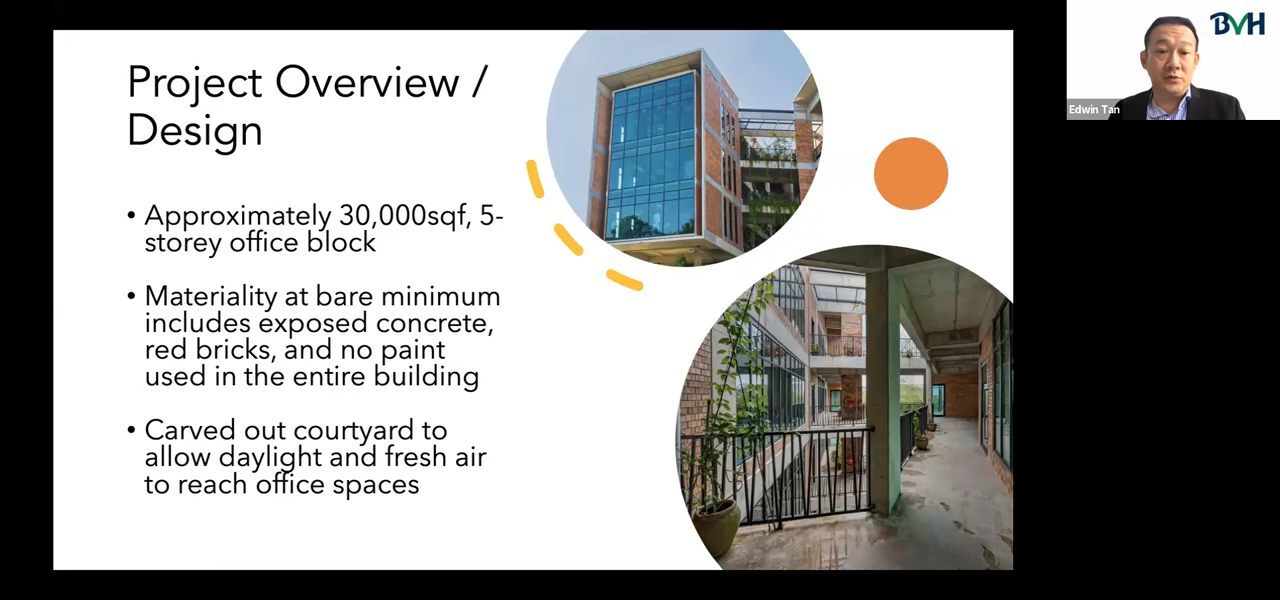 Project Overview /
Design
• Approximately 30,000sqf, 5-
storey office block
• Materiality at bare minimum
includes exposed concrete,
red bricks, and no paint
used in the entire building
• Carved out courtyard to
allow daylight and fresh air
to reach office spaces
BVH
Edwin Tan